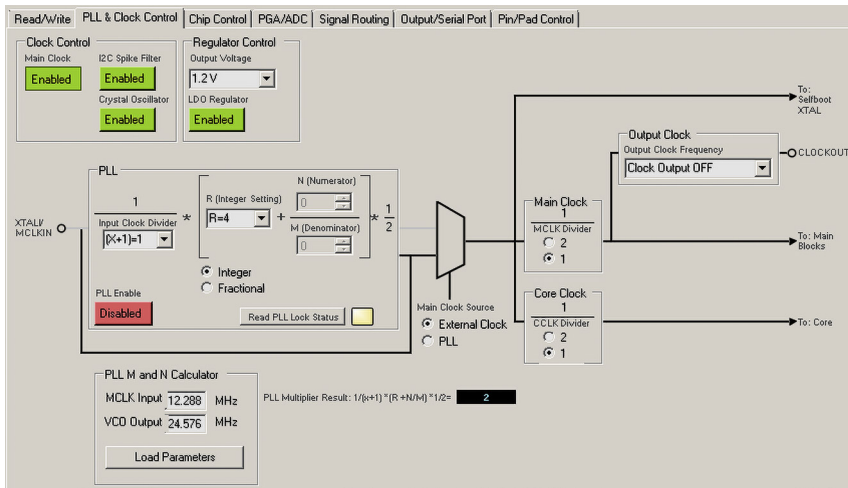 Read/Write PLL & Clock Control Chip Control PGA/ADC Signal Routing Output/Serial Port Pin/Pad Control
Clock Control
Main Clock I2C Spike Filter
Enabled Enabled
Crystal Oscillator
Enabled
Regulator Control
Output Voltage
1.2 V
LDO Regulator
Enabled
To:
Selfboot
XTAL
Output Clock
Output Clock Frequency
Clock Output OFF
CLOCKOUT
PLL
XTALI/
MCLKIN
1
Input Clock Divider
(X+1)=1
*
R (Integer Setting)
R=4
+
N (Numerator)
0
M (Denominator)
0
* 1
2
Integer
Fractional
PLL Enable
Disabled
Read PLL Lock Status
Main Clock Source
External Clock
PLL
Main Clock
1
MCLK Divider
2
1
To: Main
Blocks
Core Clock
1
CCLK Divider
2
1
To: Core
PLL M and N Calculator
MCLK Input 12.288 MHz
VCO Output 24.576 MHz
Load Parameters
PLL Multiplier Result: 1/(x+1)*(R+N/M)*1/2= 2